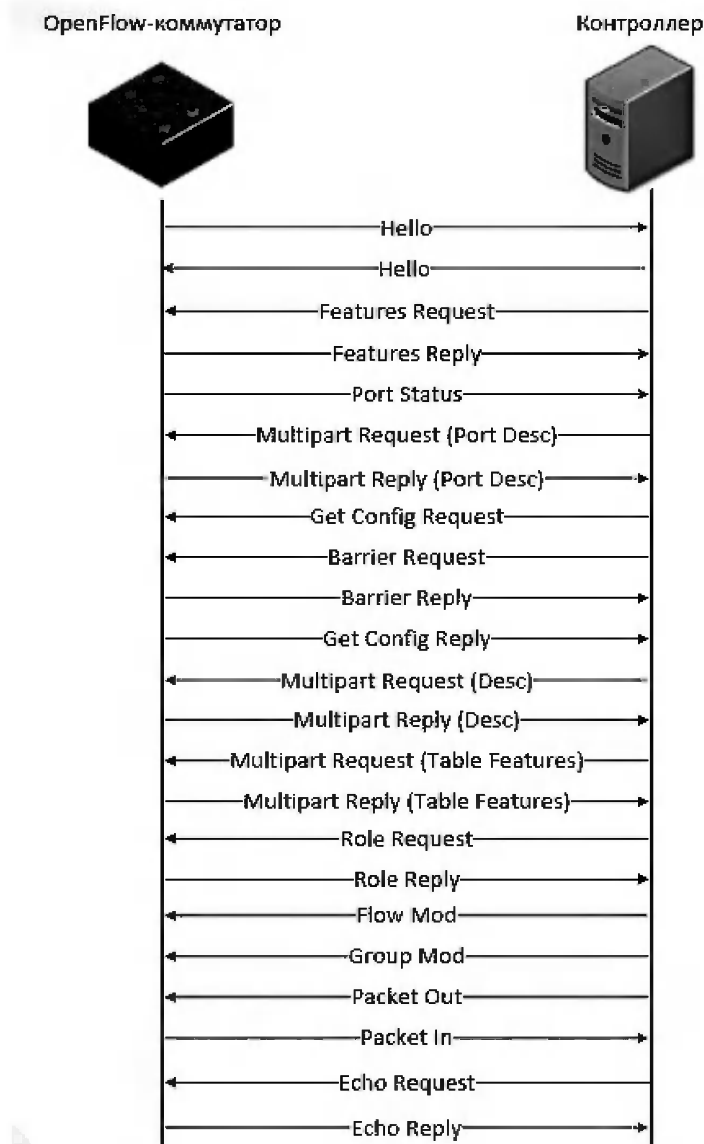 OpenFlow-коммутатор
Контроллер
Hello
Hello
Features Request
Features Reply
Port Status
Multipart Request (Port Desc)
Multipart Reply (Port Desc)
Get Config Request
Barrier Request
Barrier Reply
Get Config Reply
Multipart Request (Desc)
Multipart Reply (Desc)
Multipart Request (Table Features)
Multipart Reply (Table Features)
Role Request
Role Reply
Flow Mod
Group Mod
Packet Out
Packet In
Echo Request
Echo Reply